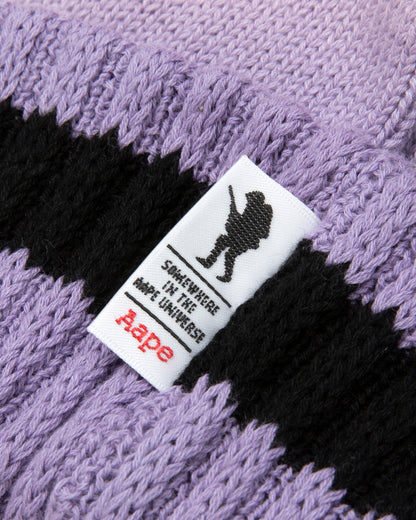 SOMEWHERE
IN THE
AAPE UNIVERSE
Aape